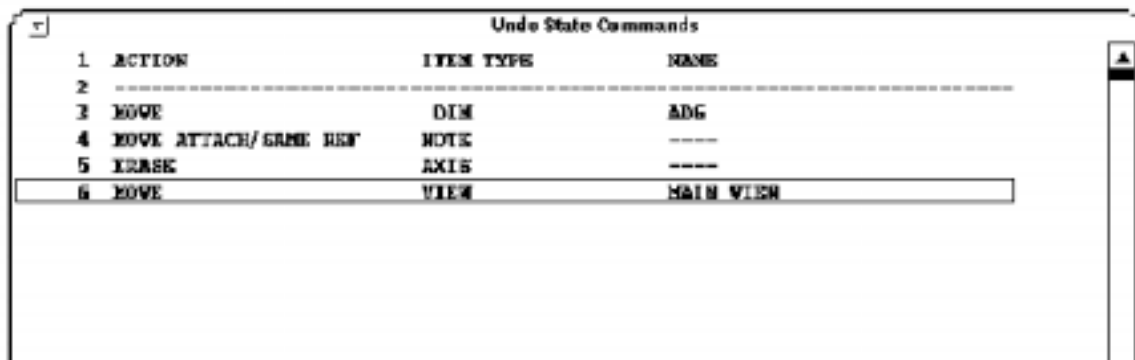 Undo State Commands
1 ACTION ITEM TYPE NAME
2 -------------------------------------------------------------------------
3 MOVE DIM AD6
4 MOVE ATTACH/SAME REF NOTE ----
5 ERASE AXIS ----
6 MOVE VIEW MAIN VIEW